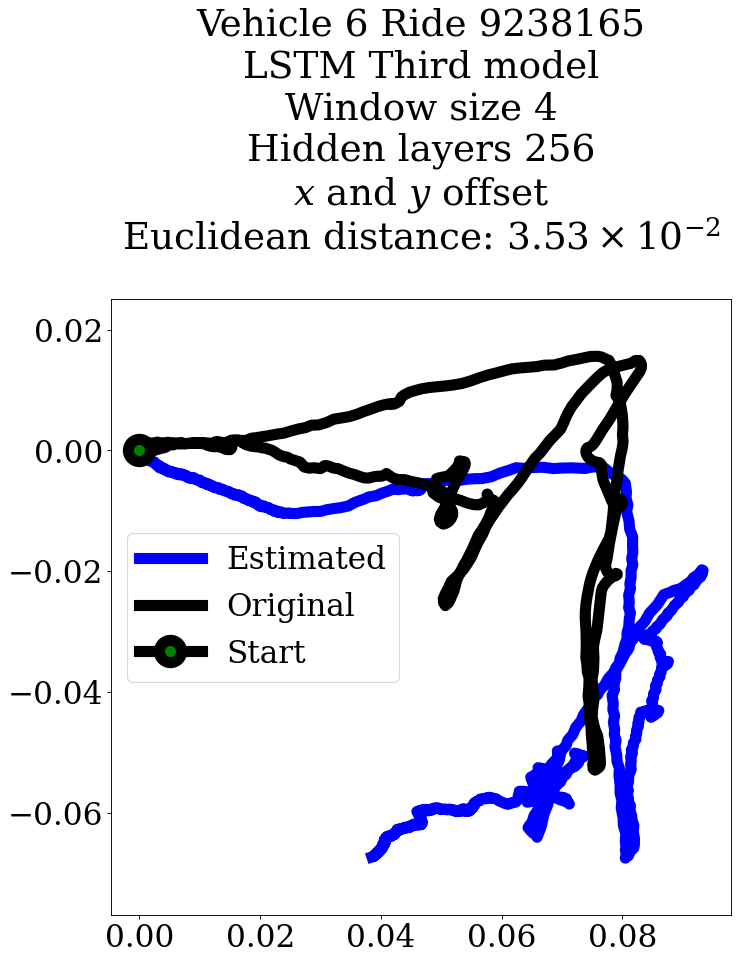 Vehicle 6 Ride 9238165
LSTM Third model
Window size 4
Hidden layers 256
x and y offset
Euclidean distance: 3.53 × 10⁻²
0.02
0.00
−0.02
−0.04
−0.06
Estimated
Original
Start
0.00 0.02 0.04 0.06 0.08